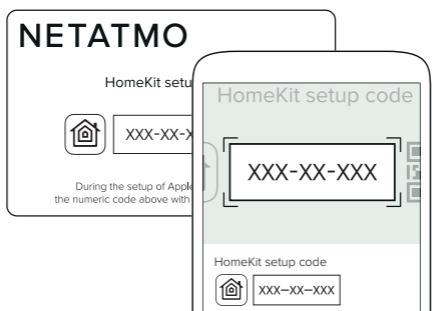 NETATMO
HomeKit setu
XXX-XX-X
During the setup of Apple
the numeric code above with
HomeKit setup code
XXX-XX-XXX
HomeKit setup code
XXX–XX–XXX